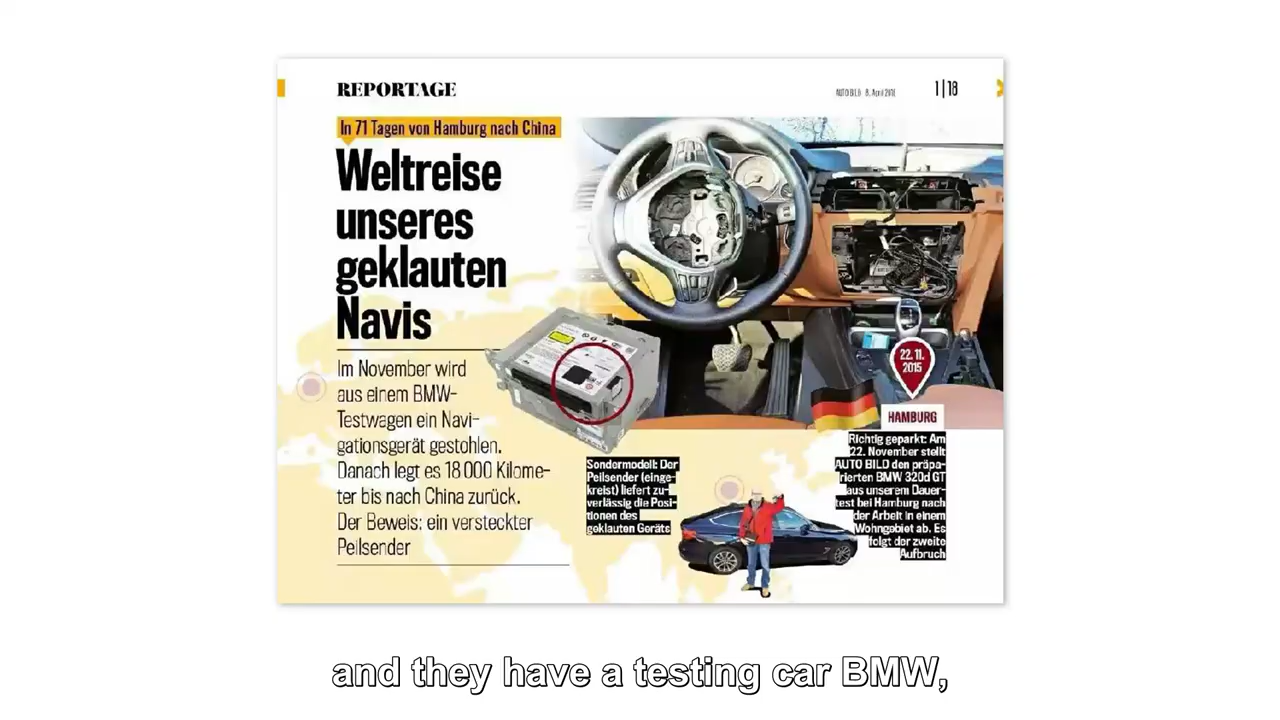 REPORTAGE
AUTO BILD
1|18
In 71 Tagen von Hamburg nach China
Weltreise
unseres
geklauten
Navis
Im November wird
aus einem BMW-
Testwagen ein Navi-
gationsgerät gestohlen.
Danach legt es 18 000 Kilome-
ter bis nach China zurück.
Der Beweis: ein versteckter
Peilsender
22. 11.
2015
HAMBURG
Richtig geparkt: Am
22. November stellt
AUTO BILD den präpa-
rierten BMW 320d GT
aus unserem Dauer-
test bei Hamburg nach
der Arbeit in einem
Wohngebiet ab. Es
folgt der zweite
Aufbruch
Sondermodell: Der
Peilsender (einge-
kreist) liefert zu-
verlässig die Posi-
tionen des
geklauten Geräts
and they have a testing car BMW,